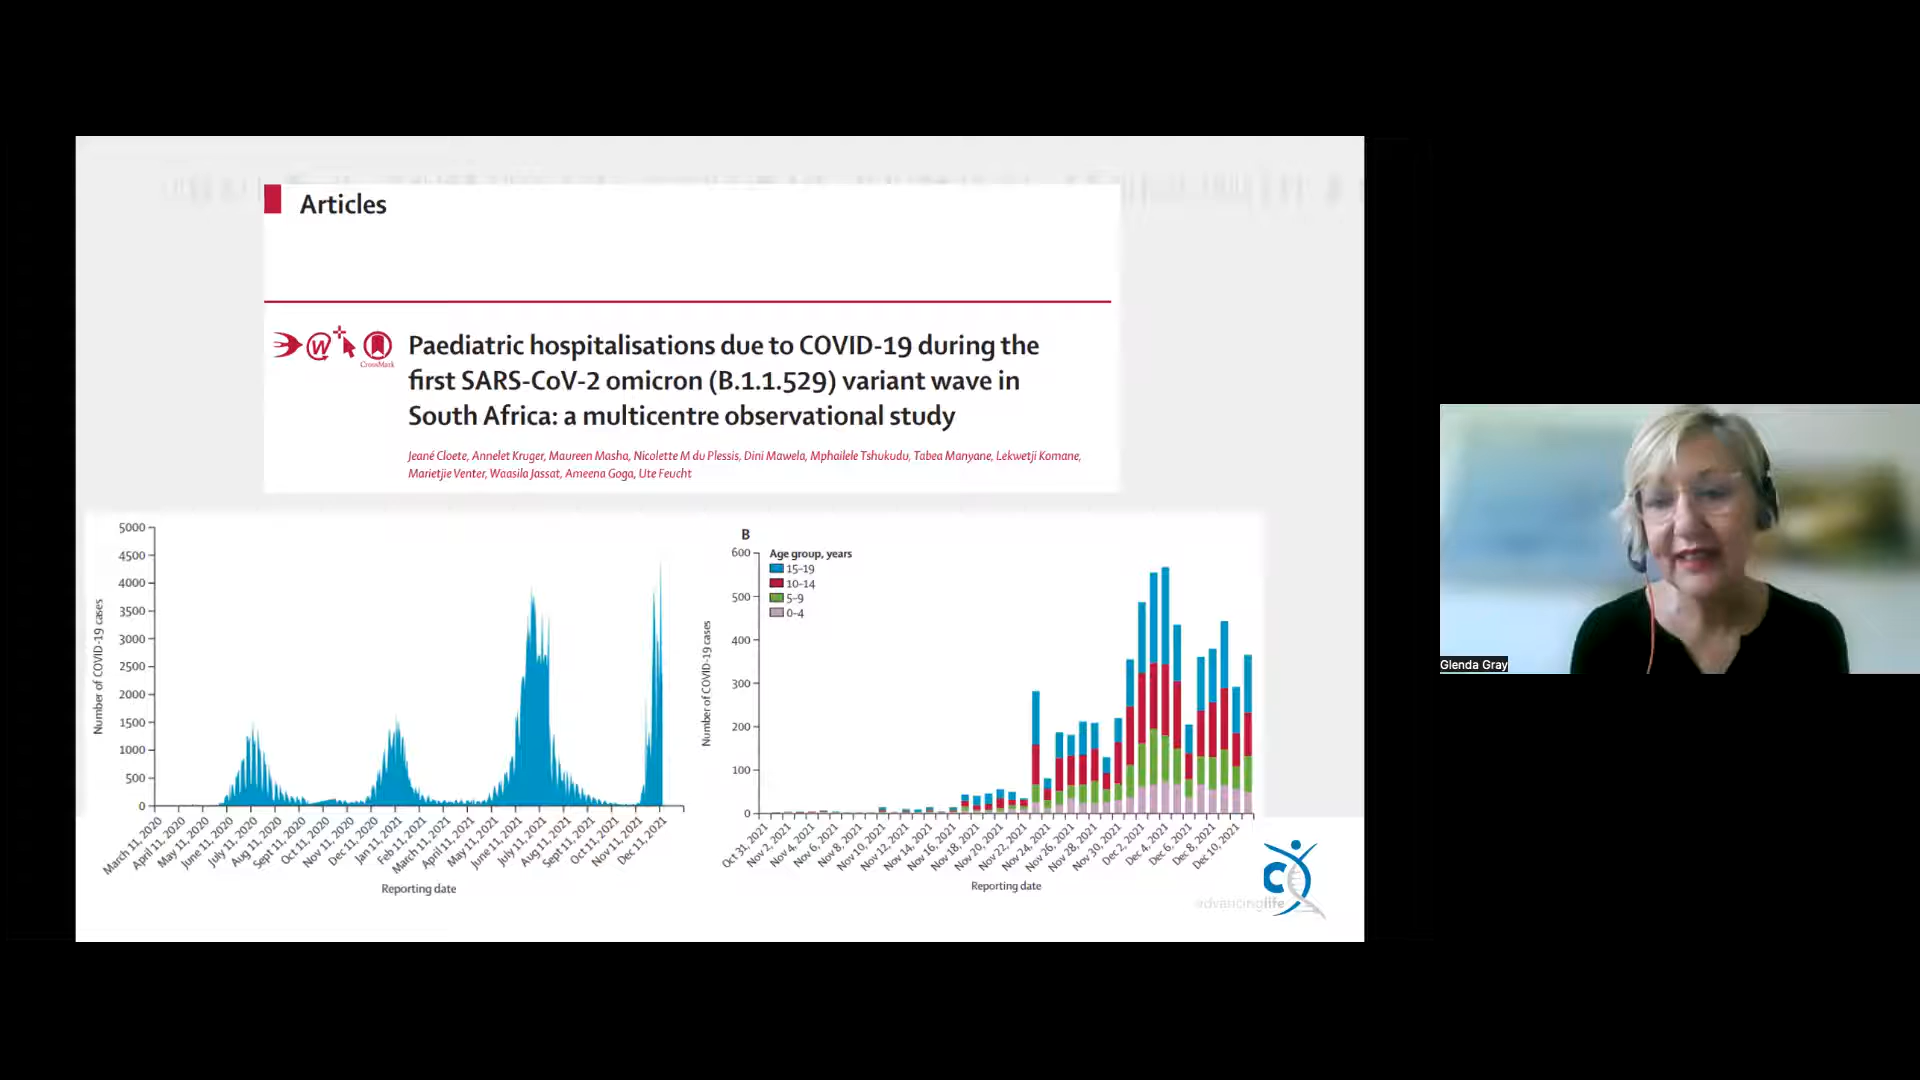 Articles
W
CrossMark
Paediatric hospitalisations due to COVID-19 during the
first SARS-CoV-2 omicron (B.1.1.529) variant wave in
South Africa: a multicentre observational study
Jeané Cloete, Annelet Kruger, Maureen Masha, Nicolette M du Plessis, Dini Mawela, Mphailele Tshukudu, Tabea Manyane, Lekwetji Komane,
Marietjie Venter, Waasila Jassat, Ameena Goga, Ute Feucht
Number of COVID-19 cases
5000
4500
4000
3500
3000
2500
2000
1500
1000
500
0
March 11, 2020
April 11, 2020
May 11, 2020
June 11, 2020
July 11, 2020
Aug 11, 2020
Sept 11, 2020
Oct 11, 2020
Nov 11, 2020
Dec 11, 2020
Jan 11, 2021
Feb 11, 2021
March 11, 2021
April 11, 2021
May 11, 2021
June 11, 2021
July 11, 2021
Aug 11, 2021
Sept 11, 2021
Oct 11, 2021
Nov 11, 2021
Dec 11, 2021
Reporting date
B
Age group, years
15-19
10-14
5-9
0-4
Number of COVID-19 cases
600
500
400
300
200
100
0
Oct 31, 2021
Nov 2, 2021
Nov 4, 2021
Nov 6, 2021
Nov 8, 2021
Nov 10, 2021
Nov 12, 2021
Nov 14, 2021
Nov 16, 2021
Nov 18, 2021
Nov 20, 2021
Nov 22, 2021
Nov 24, 2021
Nov 26, 2021
Nov 28, 2021
Nov 30, 2021
Dec 2, 2021
Dec 4, 2021
Dec 6, 2021
Dec 8, 2021
Dec 10, 2021
Reporting date
advancinglife
Glenda Gray